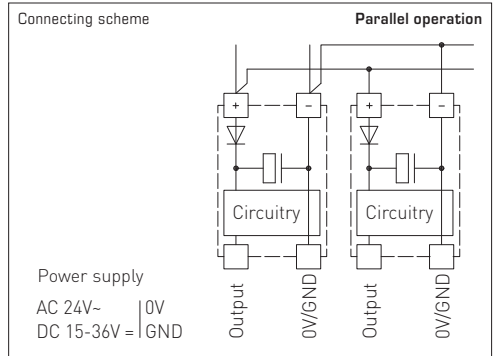 Connecting scheme
Parallel operation
+ − + −
Circuitry Circuitry
Power supply
AC 24V~ 0V
DC 15-36V = GND
Output
0V/GND
Output
0V/GND